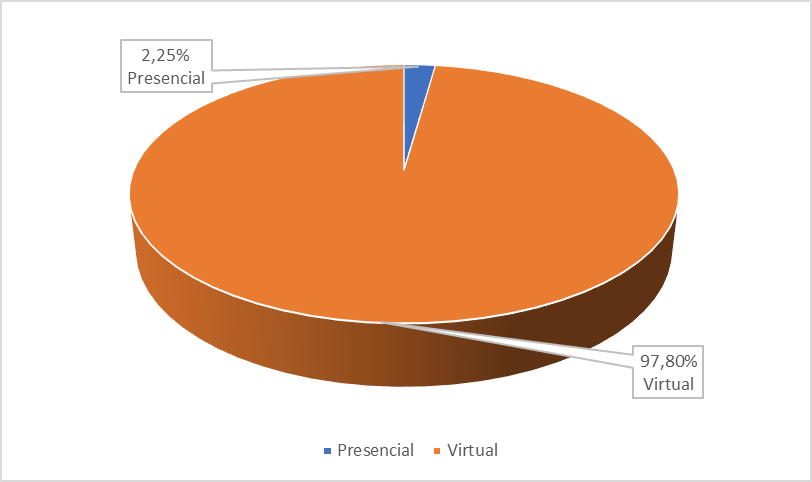 2,25%
Presencial
97,80%
Virtual
Presencial
Virtual